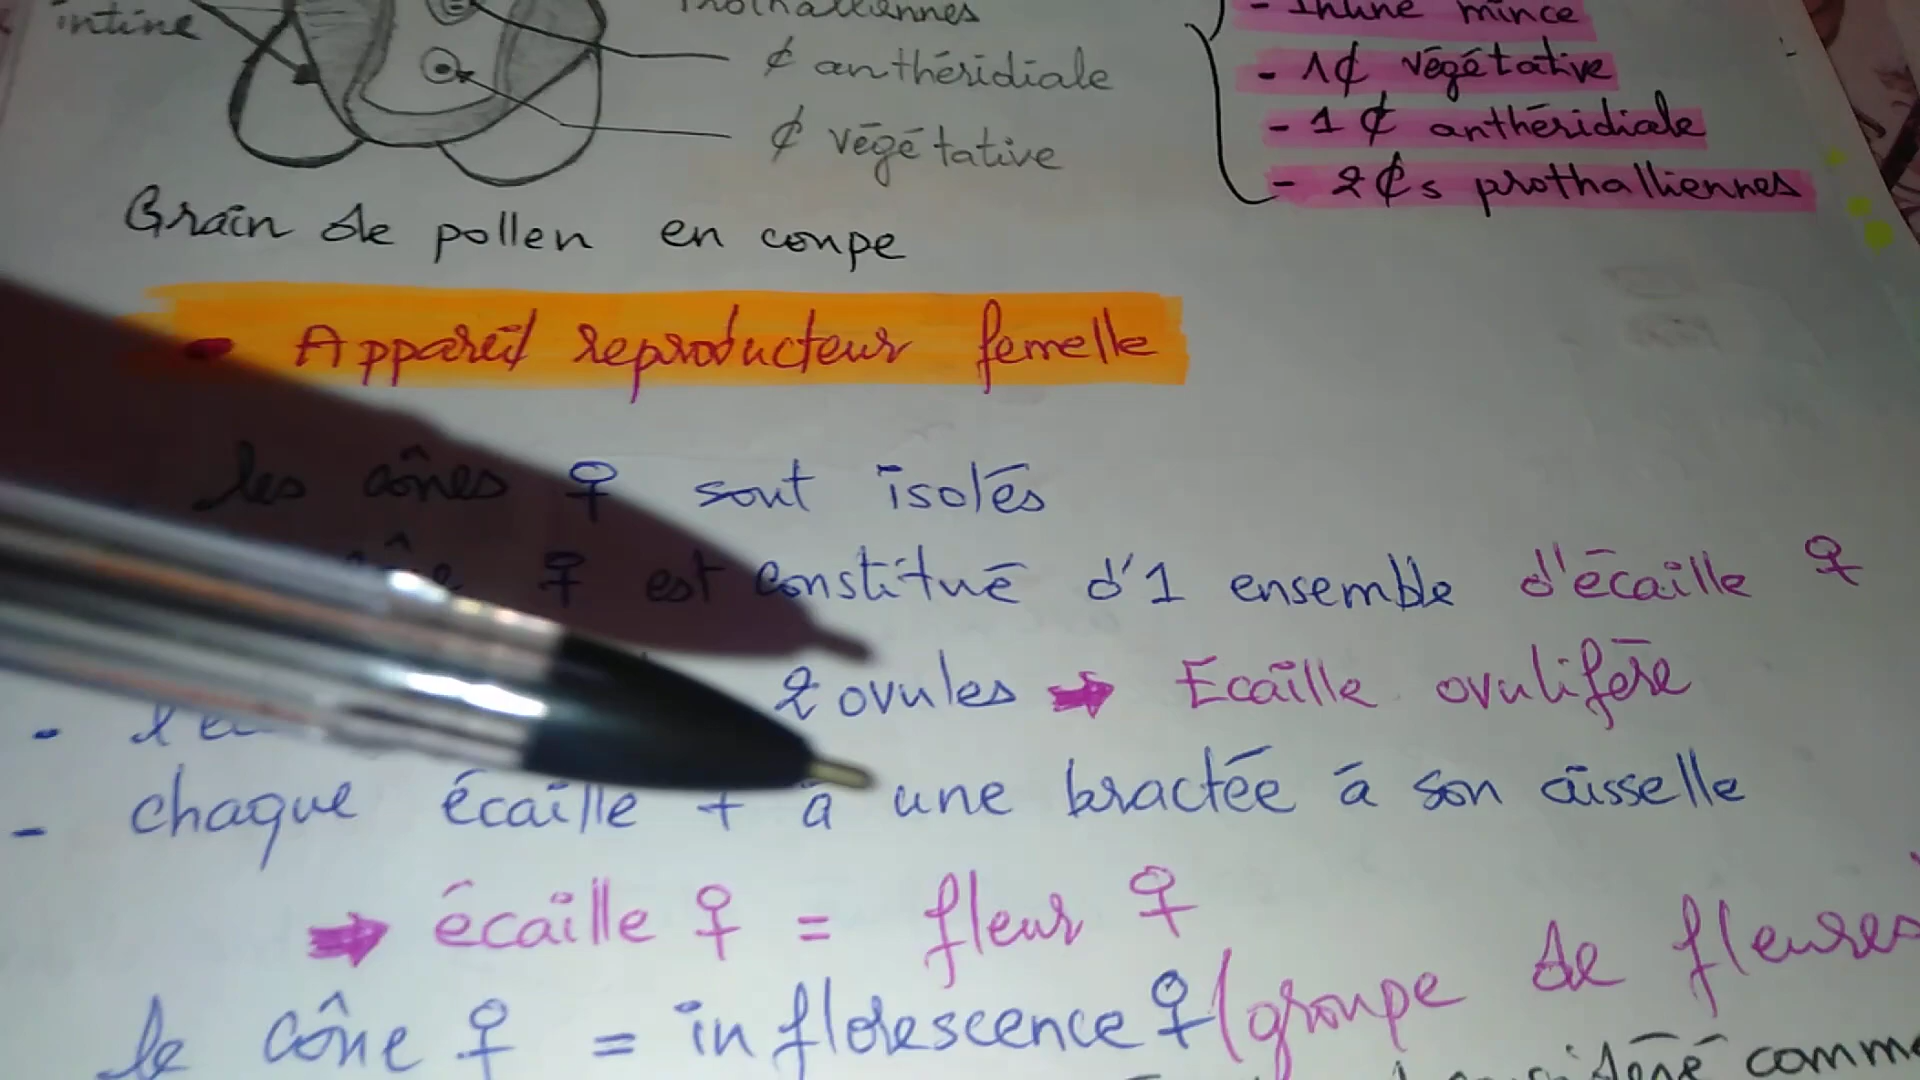 intine
¢ anthéridiale
¢ végétative
- 1¢ végétative
- 1 ¢ anthéridiale
- 2 ¢s prothalliennes
Grain de pollen en coupe
- Appareil reproducteur femelle
les cônes ♀ sont isolés
♀ est constitué d'1 ensemble d'écaille ♀
2 ovules ➡ Ecaille ovulifère
- chaque écaille + à une bractée à son aisselle
➡ écaille ♀ = fleur ♀
le cône ♀ = inflorescence ♀ (groupe de fleures
comme